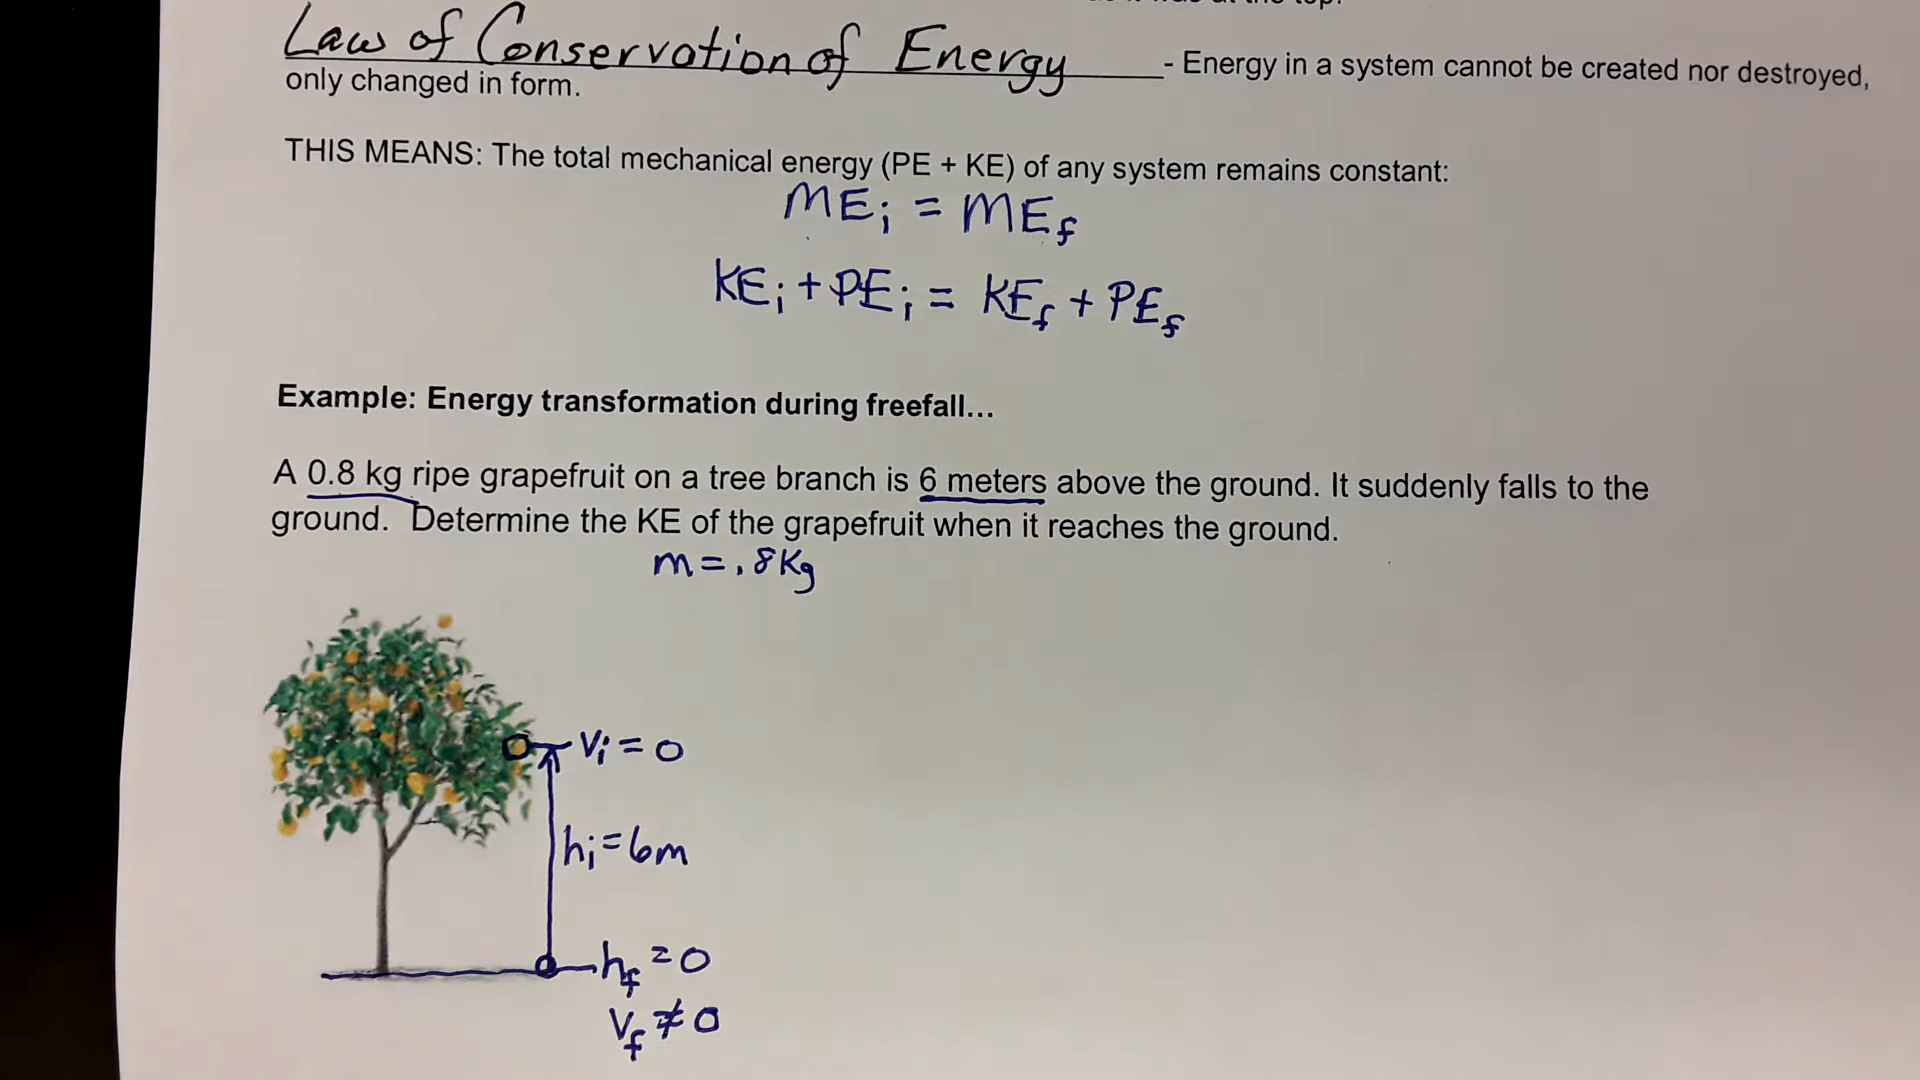 Law of Conservation of Energy - Energy in a system cannot be created nor destroyed,
only changed in form.
THIS MEANS: The total mechanical energy (PE + KE) of any system remains constant:
MEi = MEf
KEi + PEi = KEf + PEf
Example: Energy transformation during freefall...
A 0.8 kg ripe grapefruit on a tree branch is 6 meters above the ground. It suddenly falls to the
ground. Determine the KE of the grapefruit when it reaches the ground.
m = .8 Kg
Vi = 0
hi = 6m
hf = 0
Vf ≠ 0